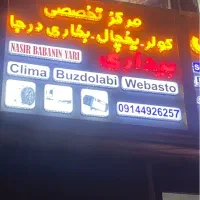 مرکز تخصصی
کولر.یخچال.بخاری درجا
NASIR BABANIN YARI
Clima Buzdolabi Webasto
09144926257